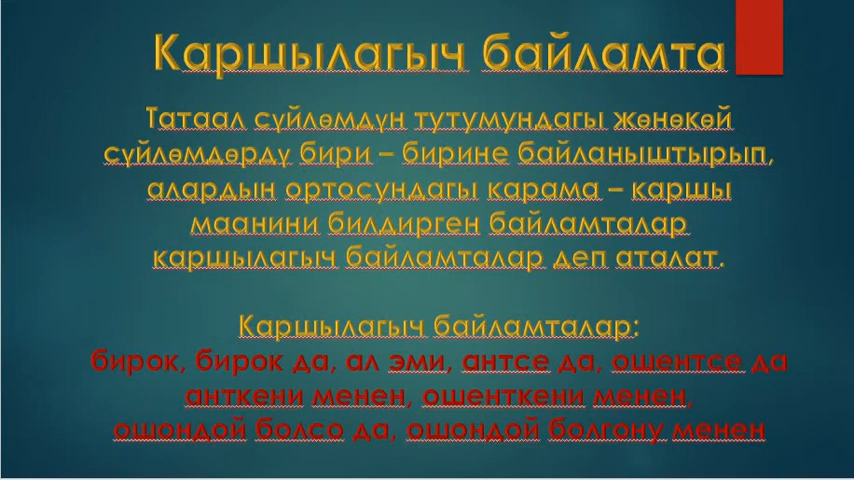 Каршылагыч байламта
Татаал сүйлөмдүн тутумундагы жөнөкөй
сүйлөмдөрдү бири – бирине байланыштырып,
алардын ортосундагы карама – каршы
маанини билдирген байламталар
каршылагыч байламталар деп аталат.
Каршылагыч байламталар:
бирок, бирок да, ал эми, антсе да, ошентсе да
анткени менен, ошенткени менен,
ошондой болсо да, ошондой болгону менен